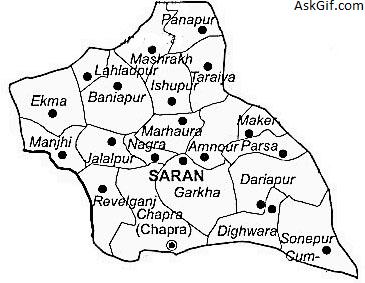 AskGif.com
Panapur
Mashrakh
Lahladpur
Taraiya
Ekma
Baniapur
Ishupur
Marhaura
Maker
Manjhi
Jalalpur
Nagra
Amnour
Parsa
SARAN
Garkha
Dariapur
Revelganj
Chapra
(Chapra)
Dighwara
Sonepur
Cum-